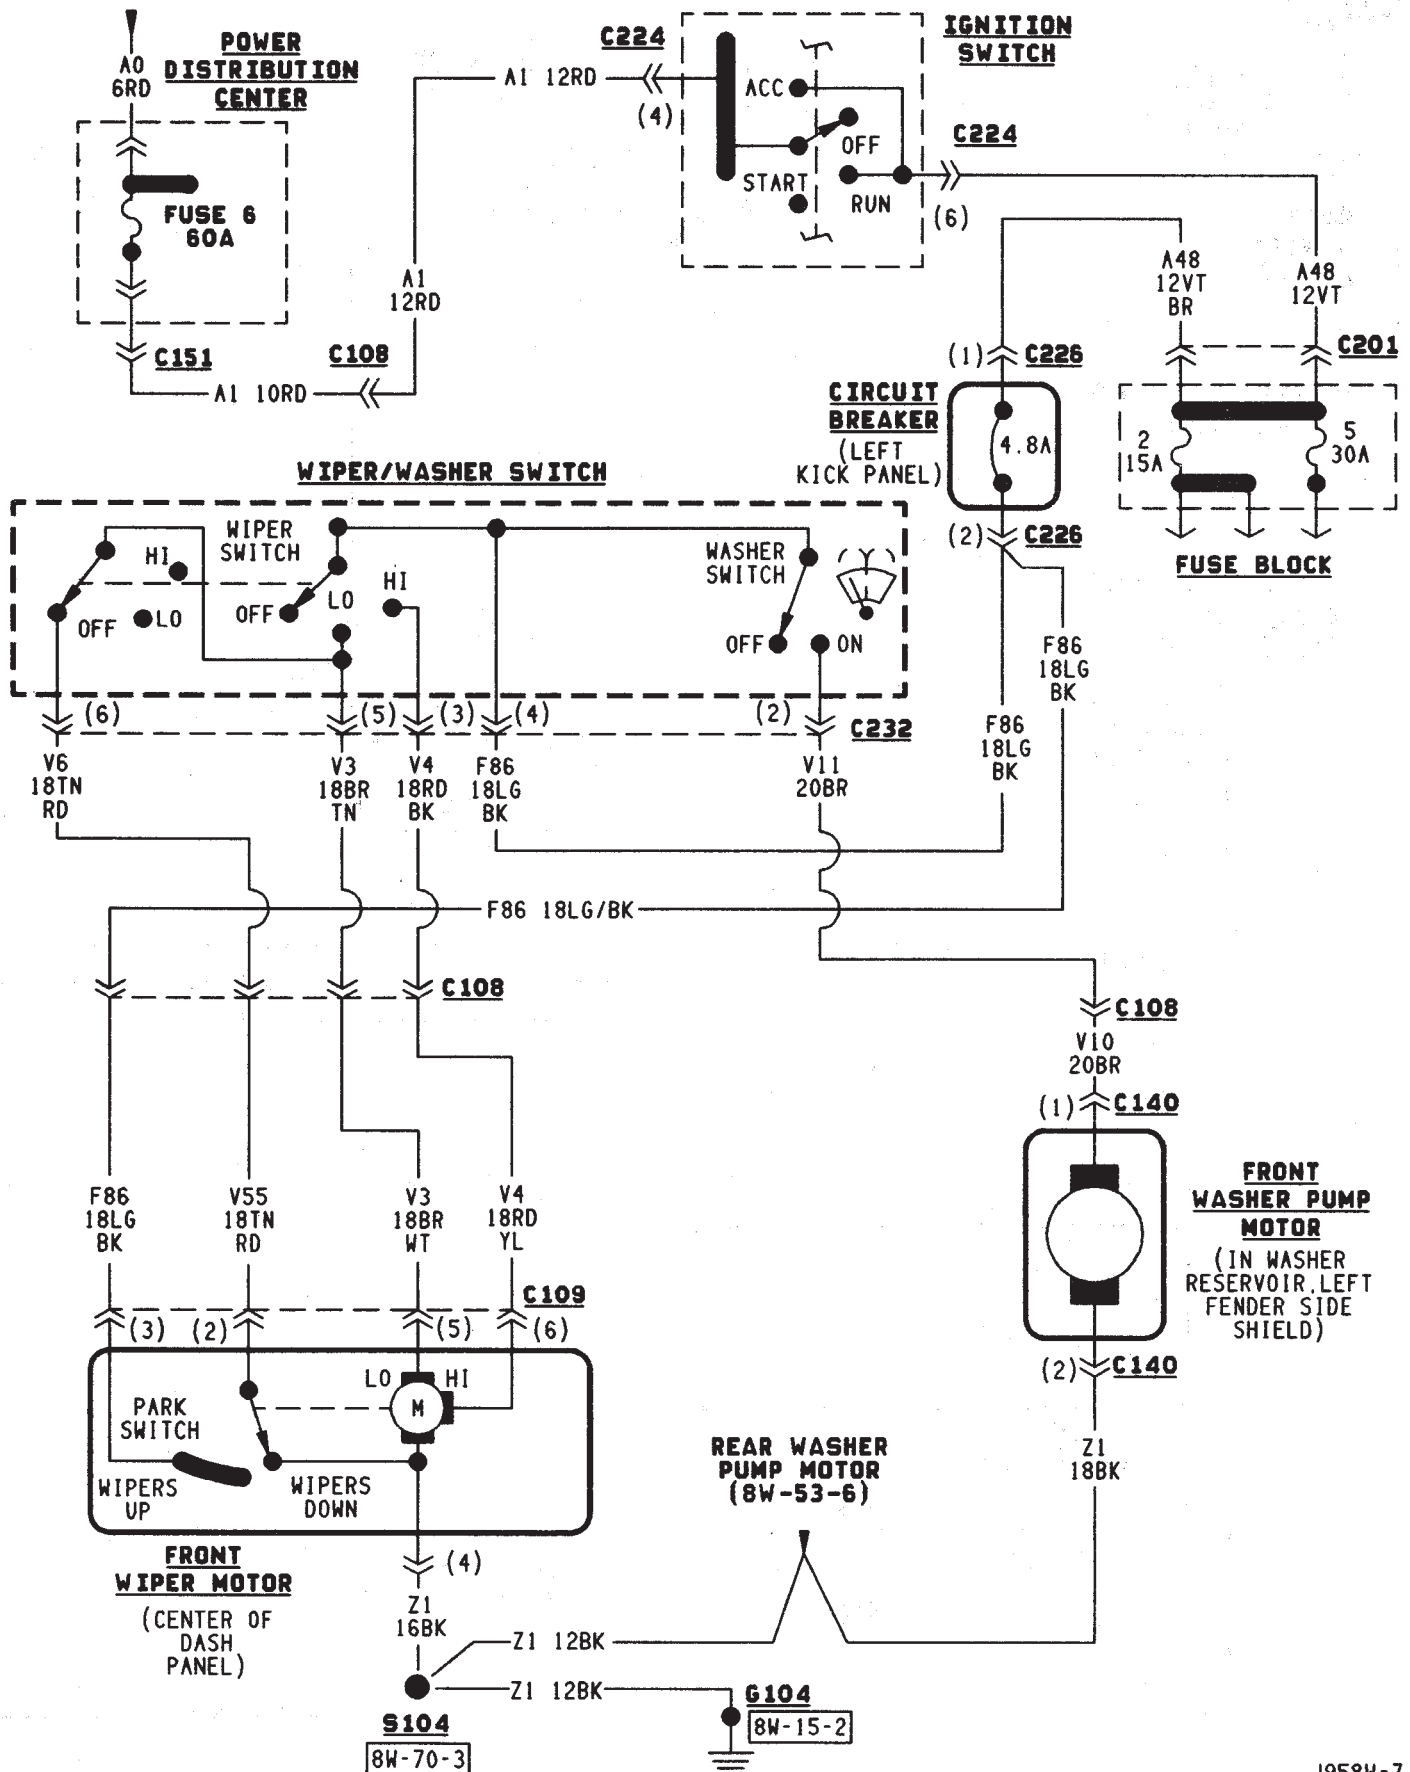 POWER
DISTRIBUTION
CENTER
A0
6RD
FUSE 6
60A
C151
A1 10RD
C108
A1
12RD
A1 12RD
C224
(4)
IGNITION
SWITCH
ACC
OFF
START
RUN
C224
(6)
A48
12VT
BR
A48
12VT
C201
(1)
C226
CIRCUIT
BREAKER
(LEFT
KICK PANEL)
4.8A
(2)
C226
2
15A
5
30A
FUSE BLOCK
WIPER/WASHER SWITCH
HI
OFF
LO
WIPER
SWITCH
OFF
LO
HI
WASHER
SWITCH
OFF
ON
(6)
(5)
(3)
(4)
(2)
C232
V6
18TN
RD
V3
18BR
TN
V4
18RD
BK
F86
18LG
BK
V11
20BR
F86
18LG
BK
F86
18LG
BK
F86 18LG/BK
C108
C108
V10
20BR
(1)
C140
FRONT
WASHER PUMP
MOTOR
(IN WASHER
RESERVOIR,LEFT
FENDER SIDE
SHIELD)
(2)
C140
Z1
18BK
F86
18LG
BK
V55
18TN
RD
V3
18BR
WT
V4
18RD
YL
C109
(3)
(2)
(5)
(6)
LO
HI
M
PARK
SWITCH
WIPERS
UP
WIPERS
DOWN
FRONT
WIPER MOTOR
(CENTER OF
DASH
PANEL)
(4)
Z1
16BK
REAR WASHER
PUMP MOTOR
(8W-53-6)
Z1 12BK
Z1 12BK
S104
8W-70-3
G104
8W-15-2